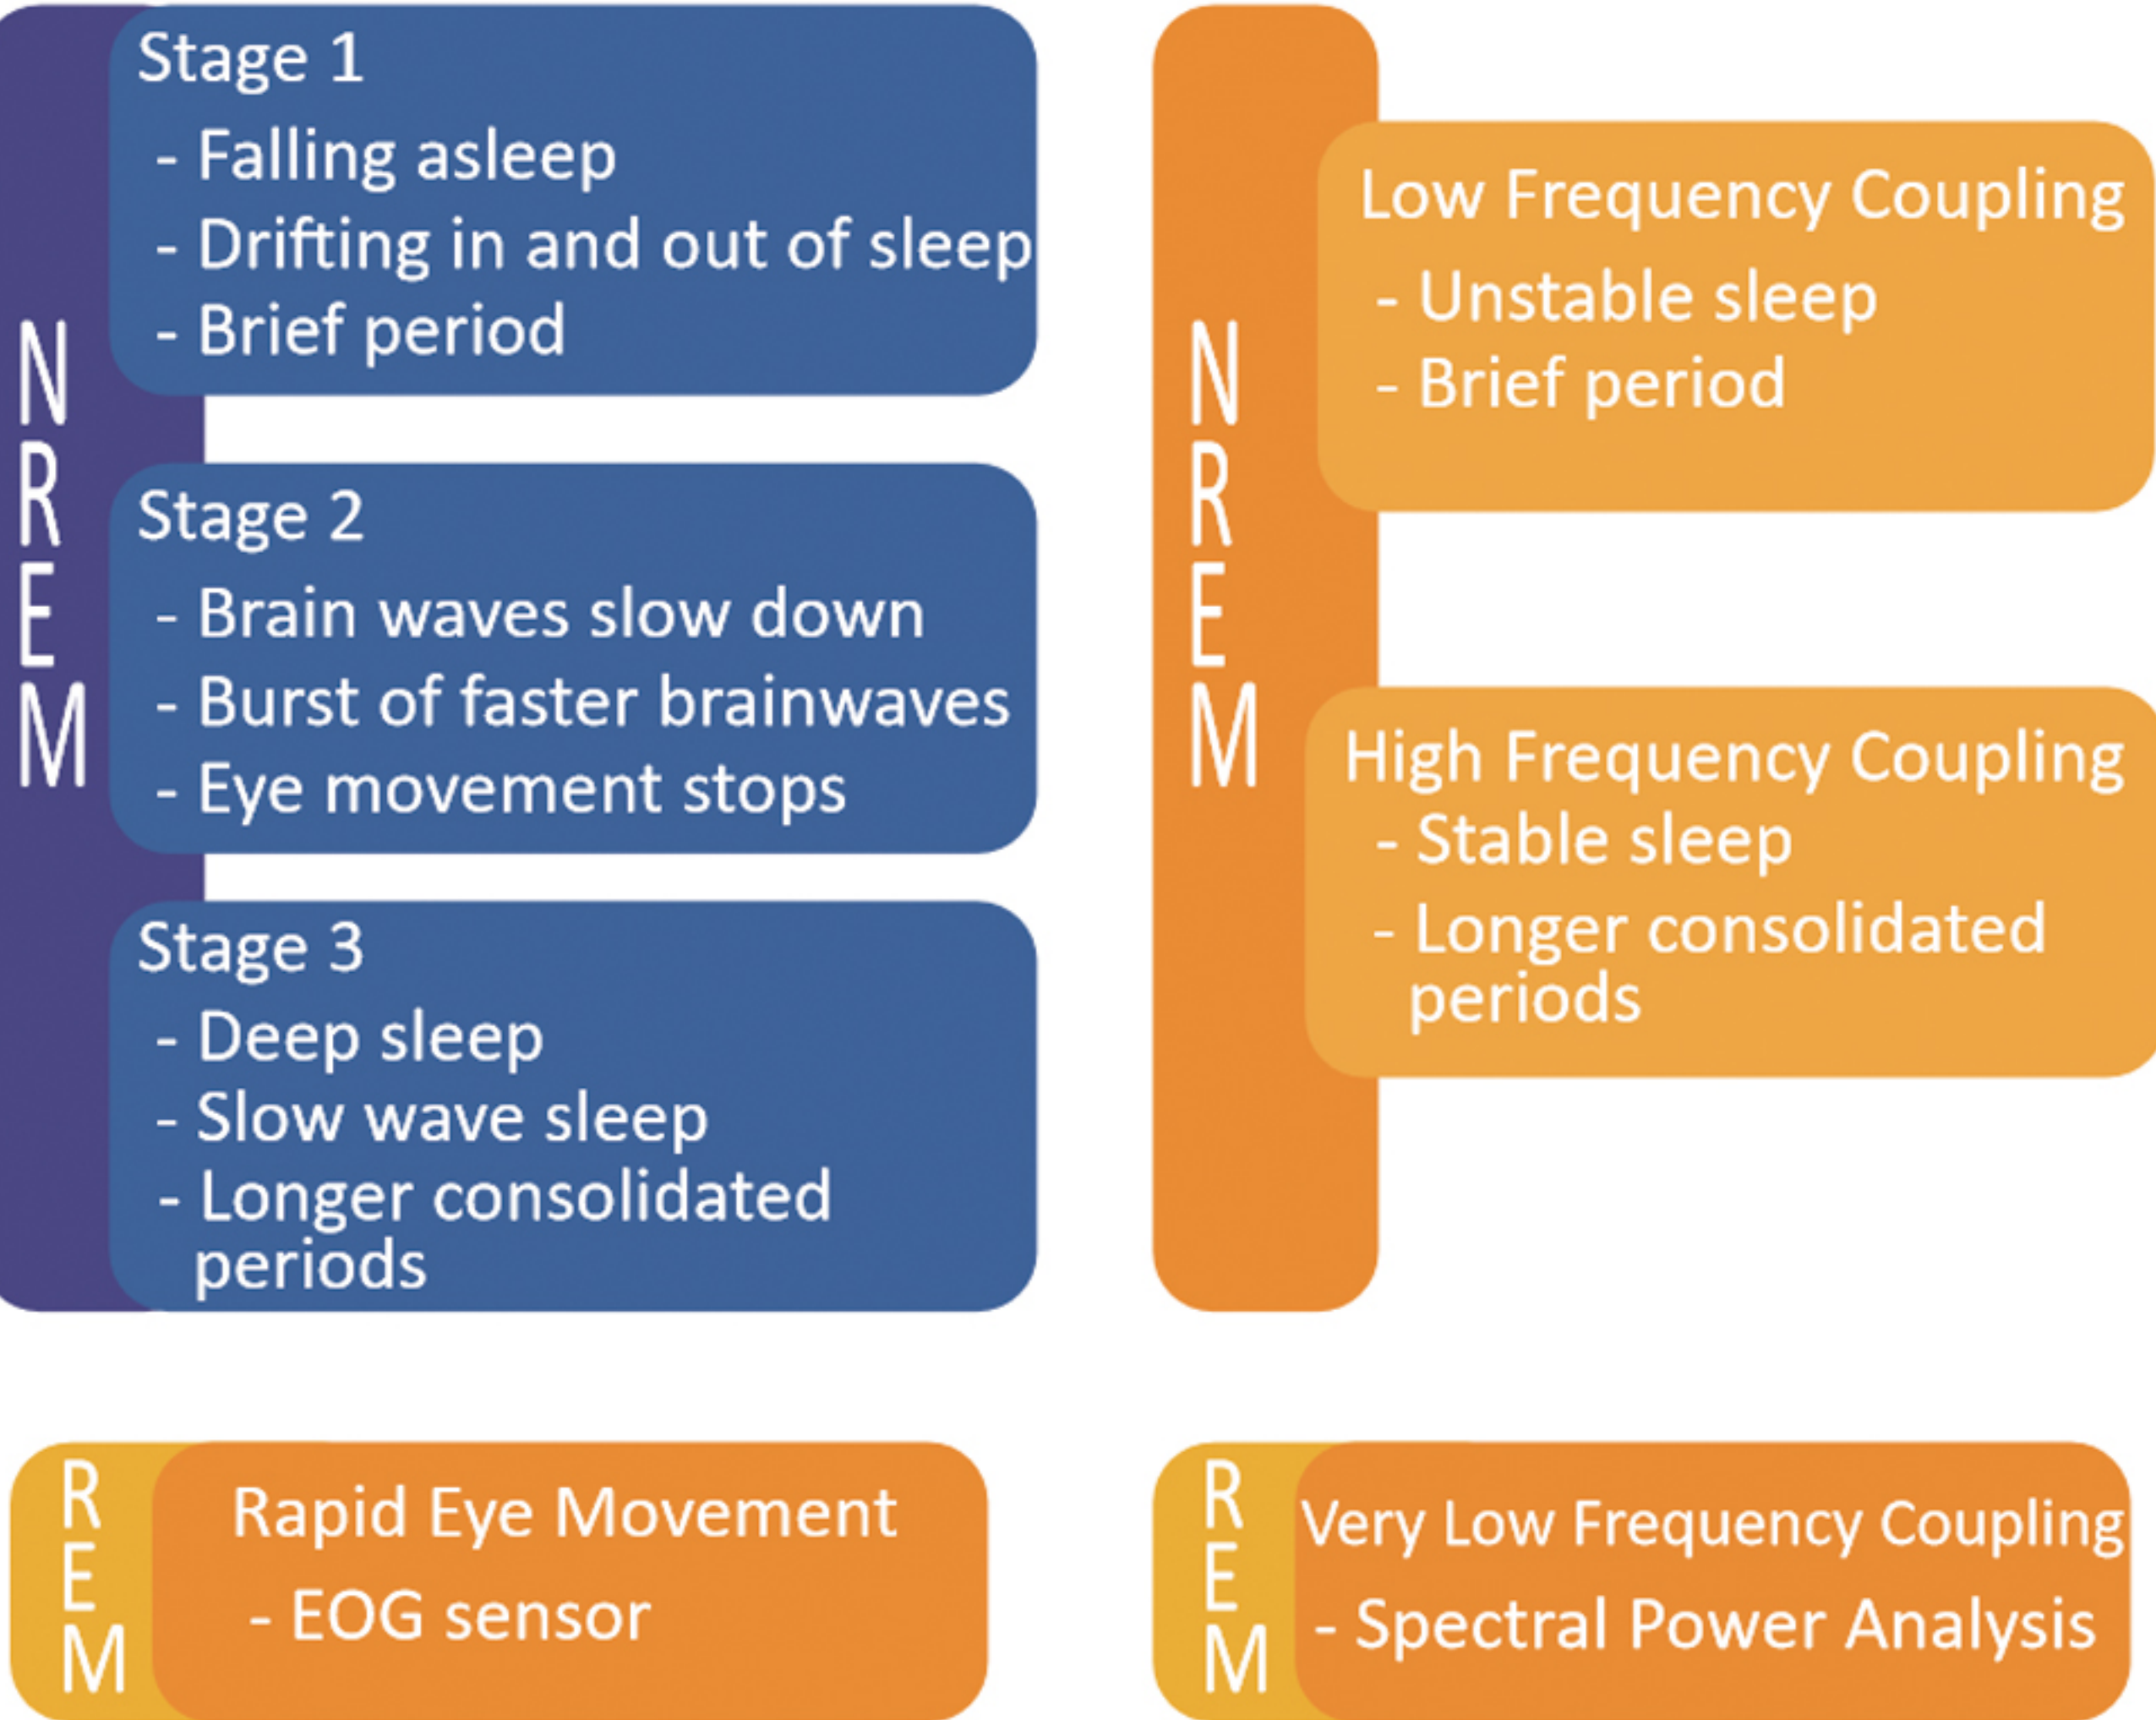 NREM
Stage 1
- Falling asleep
- Drifting in and out of sleep
- Brief period
Stage 2
- Brain waves slow down
- Burst of faster brainwaves
- Eye movement stops
Stage 3
- Deep sleep
- Slow wave sleep
- Longer consolidated
periods
NREM
Low Frequency Coupling
- Unstable sleep
- Brief period
High Frequency Coupling
- Stable sleep
- Longer consolidated
periods
REM
Rapid Eye Movement
- EOG sensor
REM
Very Low Frequency Coupling
- Spectral Power Analysis